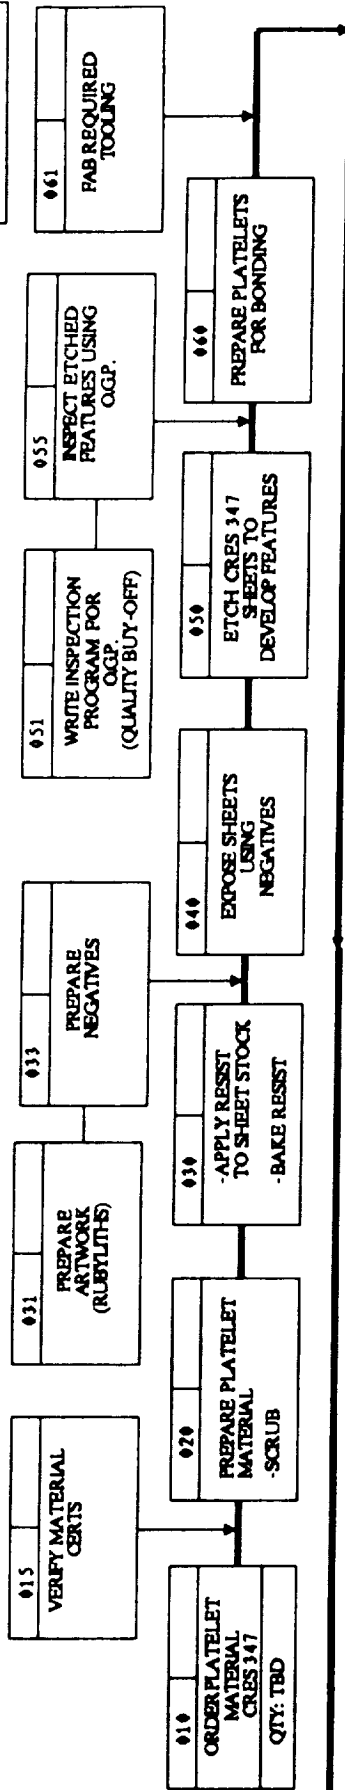 015
VERIFY MATERIAL
CERTS
031
PREPARE
ARTWORK
(RUBYLITHS)
033
PREPARE
NEGATIVES
051
WRITE INSPECTION
PROGRAM FOR
O.G.P.
(QUALITY BUY-OFF)
055
INSPECT ETCHED
FEATURES USING
O.G.P.
061
FAB REQUIRED
TOOLING
010
ORDER PLATELET
MATERIAL
CRES 347
QTY: TBD
020
PREPARE PLATELET
MATERIAL
-SCRUB
030
-APPLY RESIST
TO SHEET STOCK
-BAKE RESIST
040
EXPOSE SHEETS
USING
NEGATIVES
050
ETCH CRES 347
SHEETS TO
DEVELOP FEATURES
060
PREPARE PLATELETS
FOR BONDING